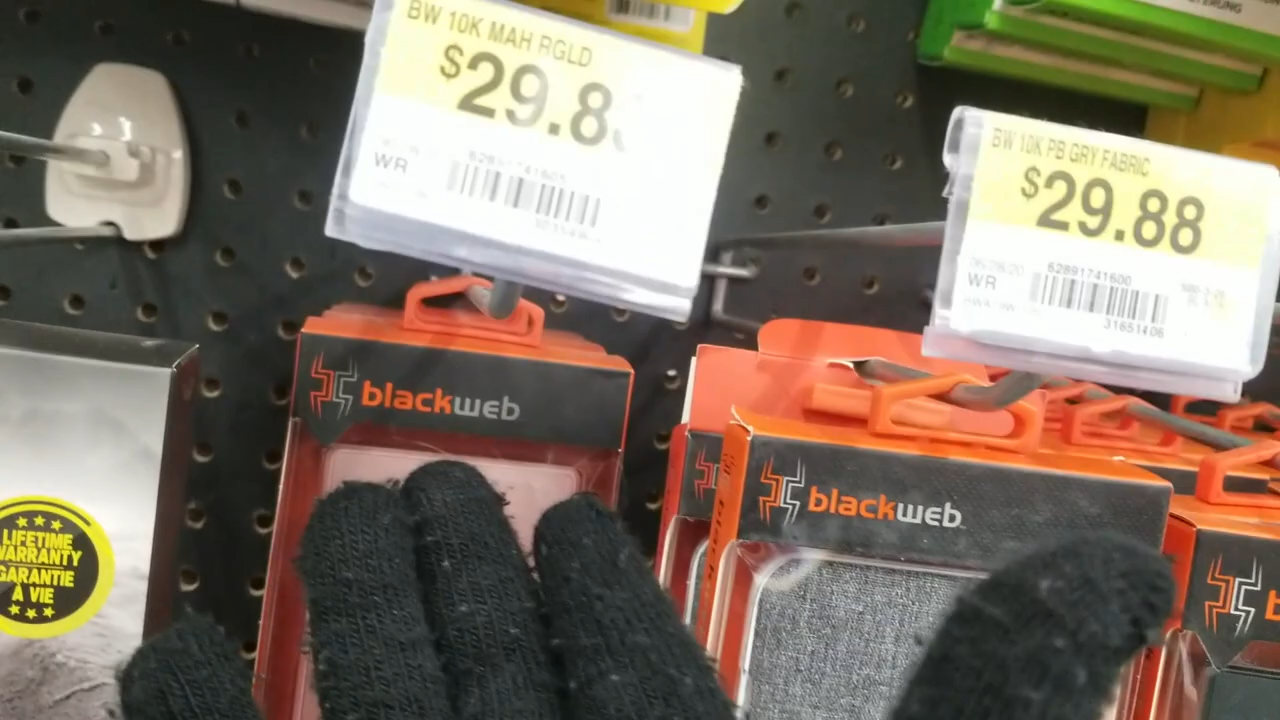 BW 10K MAH RGLD
$29.8
WR
BW 10K PB GRY FABRIC
$29.88
62891741600
WR
31651406
blackweb
blackweb
LIFETIME
WARRANTY
GARANTIE
À VIE